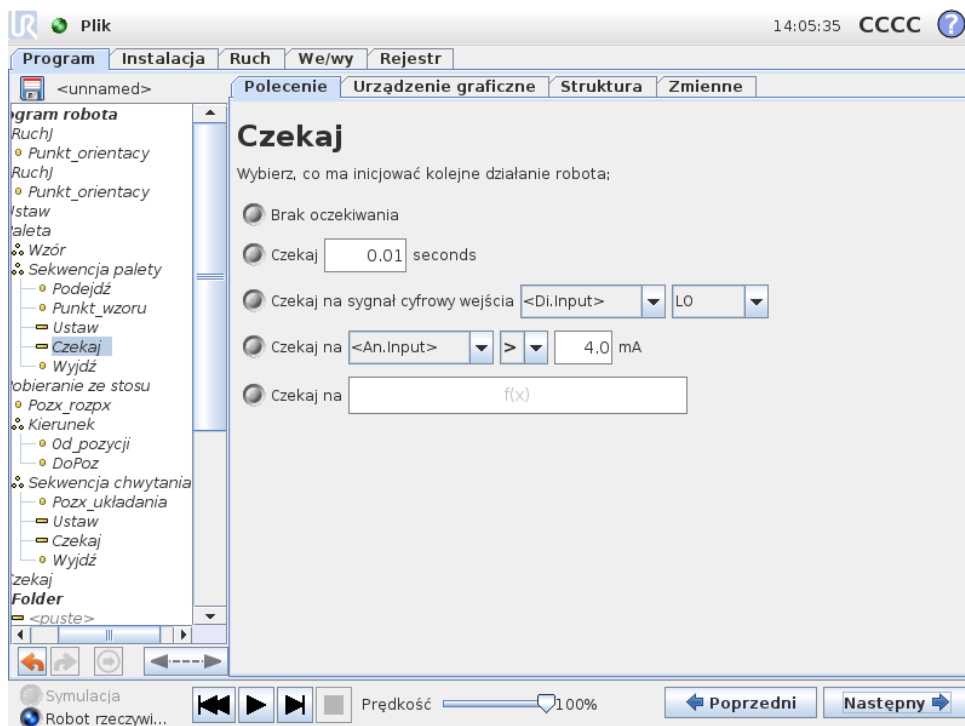 UR Plik 14:05:35 CCCC ?
Program Instalacja Ruch We/wy Rejestr
<unnamed>
Polecenie Urządzenie graficzne Struktura Zmienne
ogram robota
RuchJ
Punkt_orientacy
RuchJ
Punkt_orientacy
Ustaw
Paleta
Wzór
Sekwencja palety
Podejdź
Punkt_wzoru
Ustaw
Czekaj
Wyjdź
Pobieranie ze stosu
Pozx_rozpx
Kierunek
Od_pozycji
DoPoz
Sekwencja chwytania
Pozx_układania
Ustaw
Czekaj
Wyjdź
Czekaj
Folder
<puste>
Czekaj
Wybierz, co ma inicjować kolejne działanie robota;
Brak oczekiwania
Czekaj 0.01 seconds
Czekaj na sygnał cyfrowy wejścia <Di.Input> LO
Czekaj na <An.Input> > 4.0 mA
Czekaj na f(x)
Symulacja
Robot rzeczywi...
Prędkość 100%
Poprzedni Następny